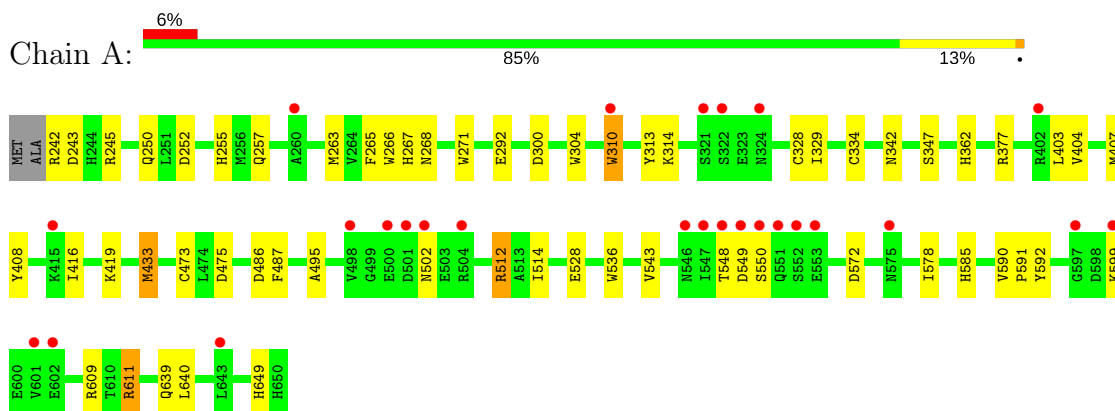 6%
Chain A:
85% 13% •
MET ALA R242 D243 H244 R245 Q250 L251 D252 H255 M256 Q257 A260 M263 V264 F265 W266 H267 N268 W271 E292 D300 W304 W310 Y313 K314 S321 S322 E323 N324 C328 I329 C334 N342 S347 H362 R377 R402 L403 V404 M407
Y408 K415 I416 K419 M433 C473 L474 D475 D486 F487 A495 V498 G499 E500 D501 N502 E503 R504 R512 A513 I514 E528 W536 V543 N546 I547 T548 D549 S550 Q551 S552 E553 D572 N575 I578 H585 V590 P591 Y592 G597 D598 K599
E600 V601 E602 R609 T610 R611 Q639 L640 L643 H649 H650